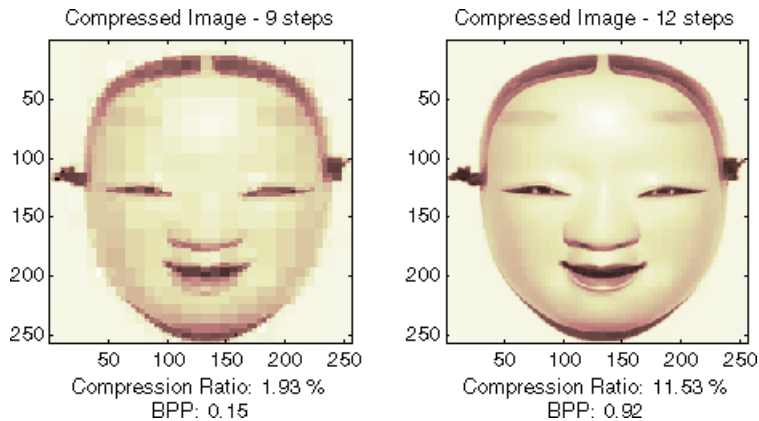 Compressed Image - 9 steps
50
100
150
200
250
50 100 150 200 250
Compression Ratio: 1.93 %
BPP: 0.15
Compressed Image - 12 steps
50
100
150
200
250
50 100 150 200 250
Compression Ratio: 11.53 %
BPP: 0.92